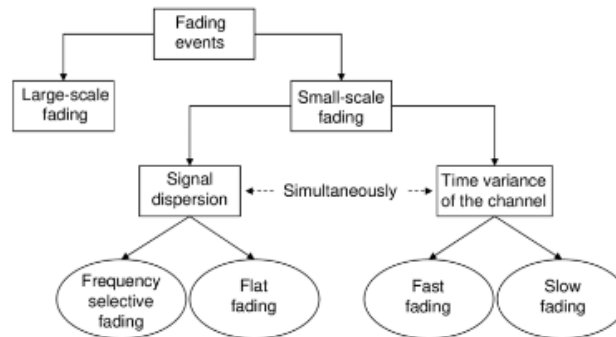 Fading
events
Large-scale
fading
Small-scale
fading
Signal
dispersion
Simultaneously
Time variance
of the channel
Frequency
selective
fading
Flat
fading
Fast
fading
Slow
fading